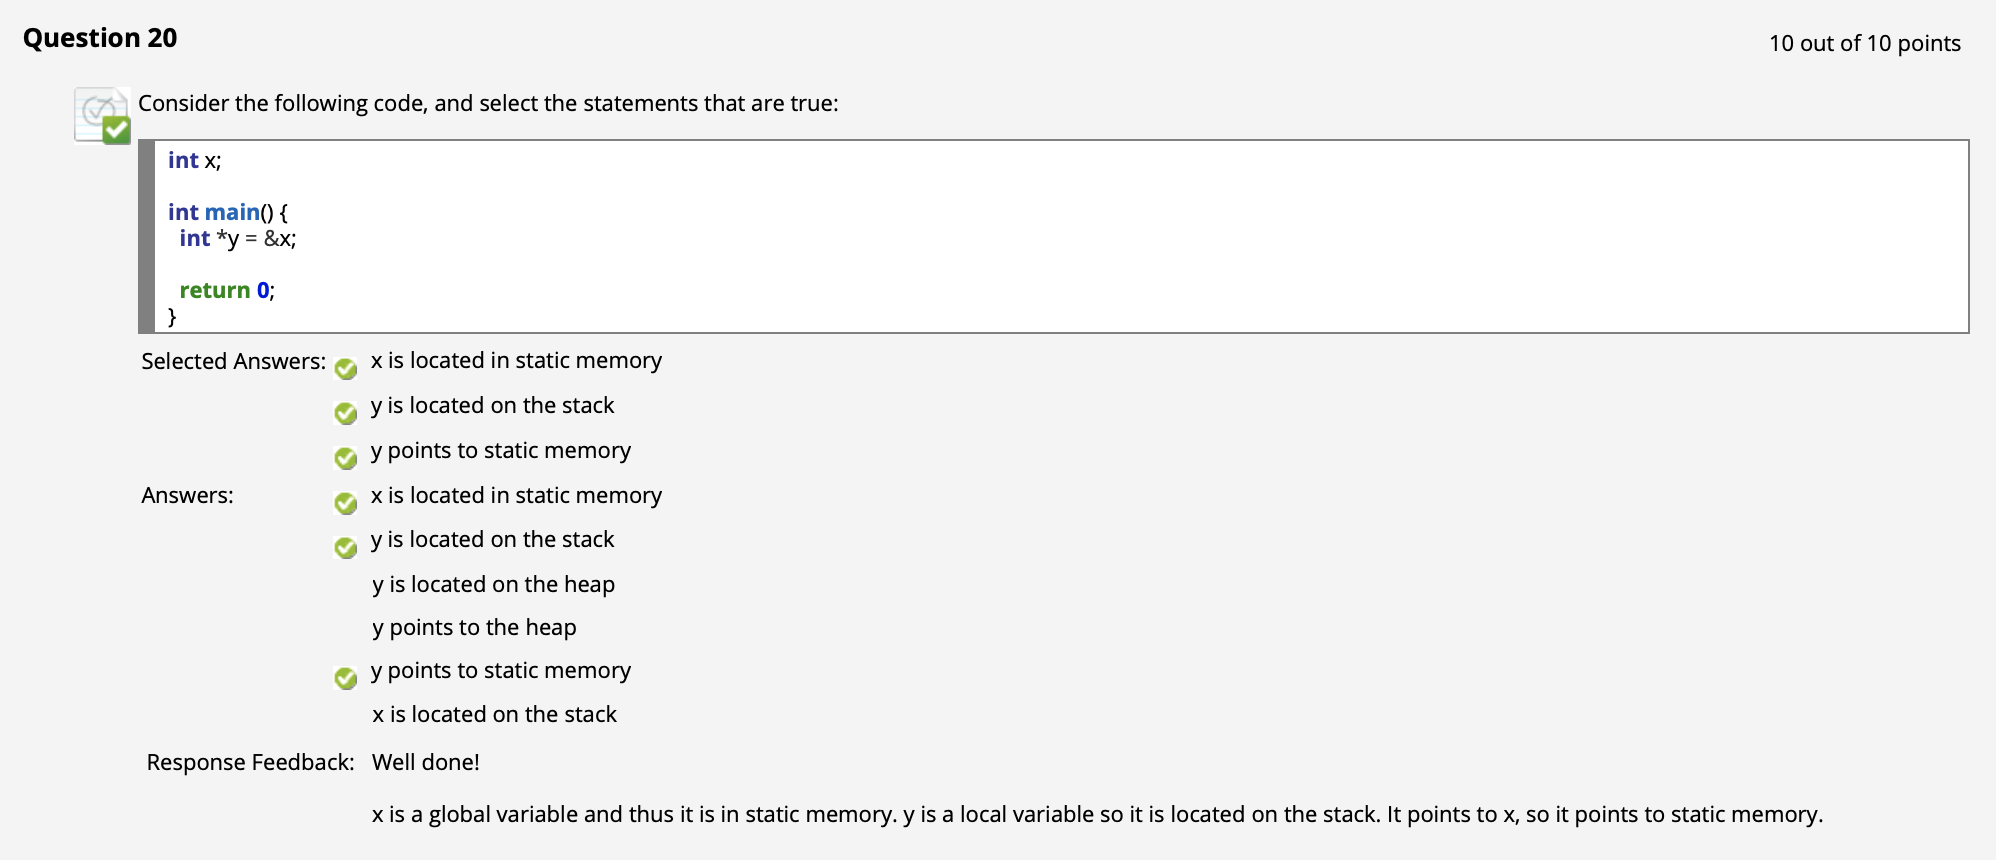 Question 20
10 out of 10 points
Consider the following code, and select the statements that are true:
int x;
int main() {
int *y = &x;
return 0;
}
Selected Answers: x is located in static memory
y is located on the stack
y points to static memory
Answers: x is located in static memory
y is located on the stack
y is located on the heap
y points to the heap
y points to static memory
x is located on the stack
Response Feedback: Well done!
x is a global variable and thus it is in static memory. y is a local variable so it is located on the stack. It points to x, so it points to static memory.